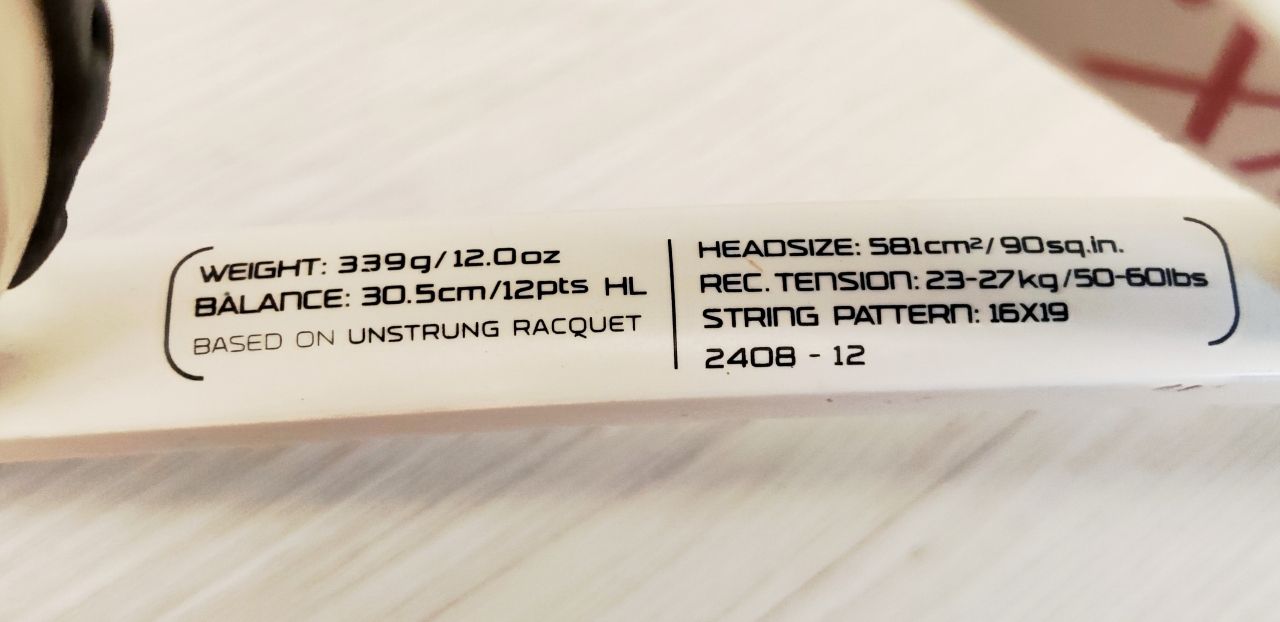 WEIGHT: 339g/12.0oz
BALANCE: 30.5cm/12pts HL
BASED ON UNSTRUNG RACQUET
HEADSIZE: 581cm²/90sq.in.
REC. TENSION: 23-27kg/50-60lbs
STRING PATTERN: 16X19
2408 - 12